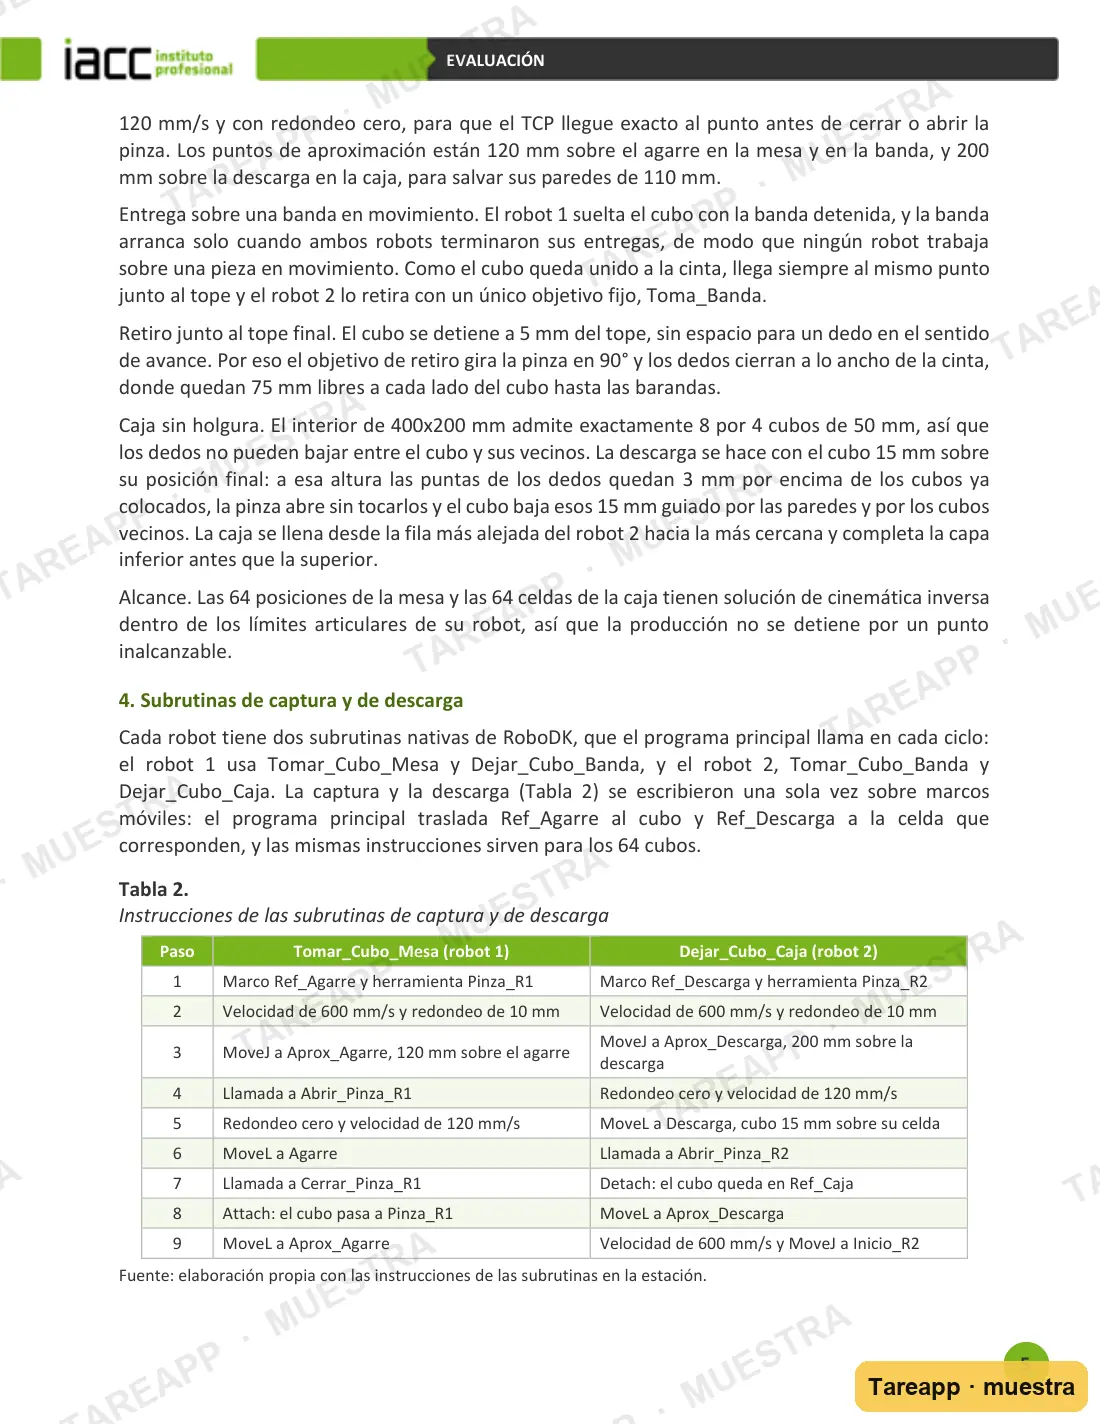 iacc instituto profesional
EVALUACIÓN
120 mm/s y con redondeo cero, para que el TCP llegue exacto al punto antes de cerrar o abrir la
pinza. Los puntos de aproximación están 120 mm sobre el agarre en la mesa y en la banda, y 200
mm sobre la descarga en la caja, para salvar sus paredes de 110 mm.
Entrega sobre una banda en movimiento. El robot 1 suelta el cubo con la banda detenida, y la banda
arranca solo cuando ambos robots terminaron sus entregas, de modo que ningún robot trabaja
sobre una pieza en movimiento. Como el cubo queda unido a la cinta, llega siempre al mismo punto
junto al tope y el robot 2 lo retira con un único objetivo fijo, Toma_Banda.
Retiro junto al tope final. El cubo se detiene a 5 mm del tope, sin espacio para un dedo en el sentido
de avance. Por eso el objetivo de retiro gira la pinza en 90° y los dedos cierran a lo ancho de la cinta,
donde quedan 75 mm libres a cada lado del cubo hasta las barandas.
Caja sin holgura. El interior de 400x200 mm admite exactamente 8 por 4 cubos de 50 mm, así que
los dedos no pueden bajar entre el cubo y sus vecinos. La descarga se hace con el cubo 15 mm sobre
su posición final: a esa altura las puntas de los dedos quedan 3 mm por encima de los cubos ya
colocados, la pinza abre sin tocarlos y el cubo baja esos 15 mm guiado por las paredes y por los cubos
vecinos. La caja se llena desde la fila más alejada del robot 2 hacia la más cercana y completa la capa
inferior antes que la superior.
Alcance. Las 64 posiciones de la mesa y las 64 celdas de la caja tienen solución de cinemática inversa
dentro de los límites articulares de su robot, así que la producción no se detiene por un punto
inalcanzable.
4. Subrutinas de captura y de descarga
Cada robot tiene dos subrutinas nativas de RoboDK, que el programa principal llama en cada ciclo:
el robot 1 usa Tomar_Cubo_Mesa y Dejar_Cubo_Banda, y el robot 2, Tomar_Cubo_Banda y
Dejar_Cubo_Caja. La captura y la descarga (Tabla 2) se escribieron una sola vez sobre marcos
móviles: el programa principal traslada Ref_Agarre al cubo y Ref_Descarga a la celda que
corresponden, y las mismas instrucciones sirven para los 64 cubos.
Tabla 2.
Instrucciones de las subrutinas de captura y de descarga
Paso Tomar_Cubo_Mesa (robot 1) Dejar_Cubo_Caja (robot 2)
1 Marco Ref_Agarre y herramienta Pinza_R1 Marco Ref_Descarga y herramienta Pinza_R2
2 Velocidad de 600 mm/s y redondeo de 10 mm Velocidad de 600 mm/s y redondeo de 10 mm
3 MoveJ a Aprox_Agarre, 120 mm sobre el agarre MoveJ a Aprox_Descarga, 200 mm sobre la
descarga
4 Llamada a Abrir_Pinza_R1 Redondeo cero y velocidad de 120 mm/s
5 Redondeo cero y velocidad de 120 mm/s MoveL a Descarga, cubo 15 mm sobre su celda
6 MoveL a Agarre Llamada a Abrir_Pinza_R2
7 Llamada a Cerrar_Pinza_R1 Detach: el cubo queda en Ref_Caja
8 Attach: el cubo pasa a Pinza_R1 MoveL a Aprox_Descarga
9 MoveL a Aprox_Agarre Velocidad de 600 mm/s y MoveJ a Inicio_R2
Fuente: elaboración propia con las instrucciones de las subrutinas en la estación.
Tareapp · muestra